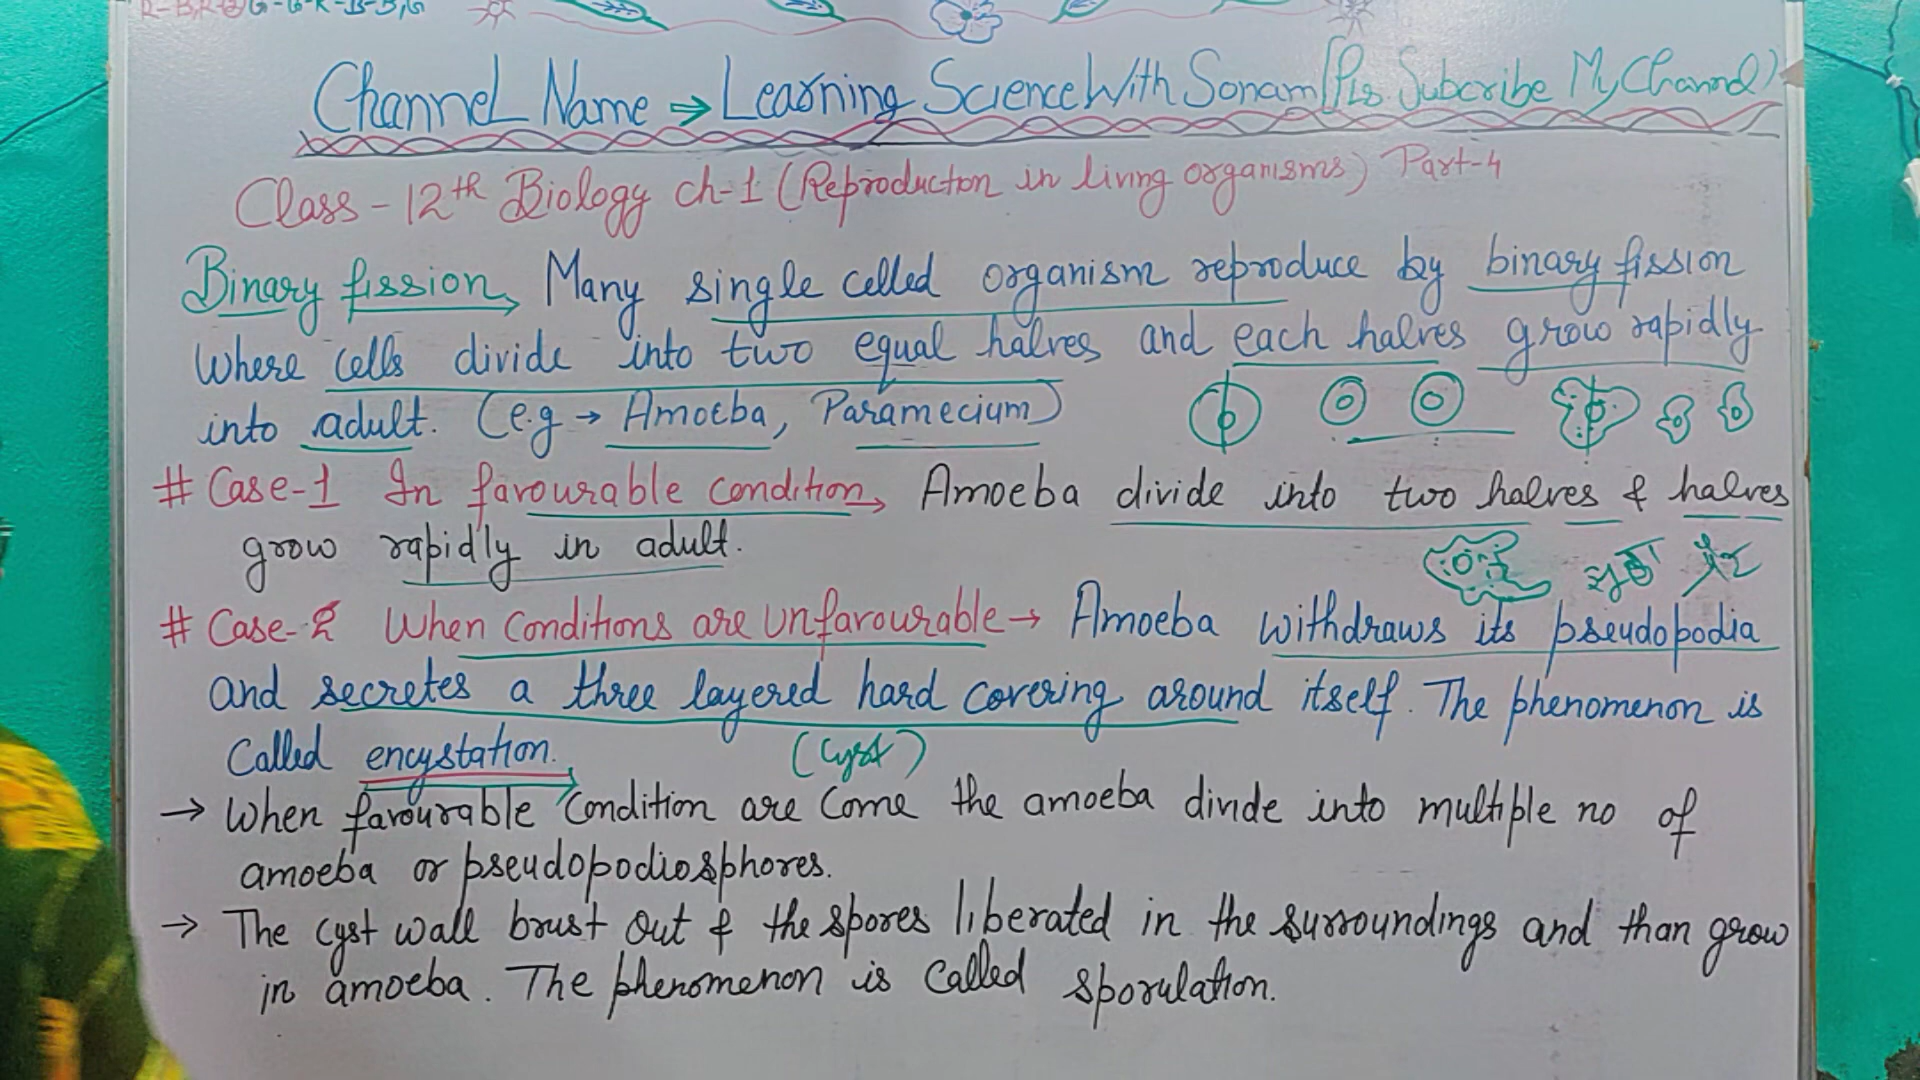 Channel Name → Learning Science With Sonam (Pls. Subcribe My Channel)
Class - 12th Biology ch-1 (Reproduction in living organisms) Part-4
Binary fission, Many single celled organism reproduce by binary fission
where cells divide into two equal halves and each halves grow rapidly
into adult. (e.g → Amoeba, Paramecium)
# Case-1 In favourable condition, Amoeba divide into two halves & halves
grow rapidly in adult.
# Case-2 When conditions are unfavourable → Amoeba withdraws its pseudopodia
and secretes a three layered hard covering around itself. The phenomenon is
called encystation. (cyst)
→ When favourable condition are come the amoeba divide into multiple no of
amoeba or pseudopodiosphores.
→ The cyst wall brust out & the spores liberated in the surroundings and than grow
in amoeba. The phenomenon is called sporulation.